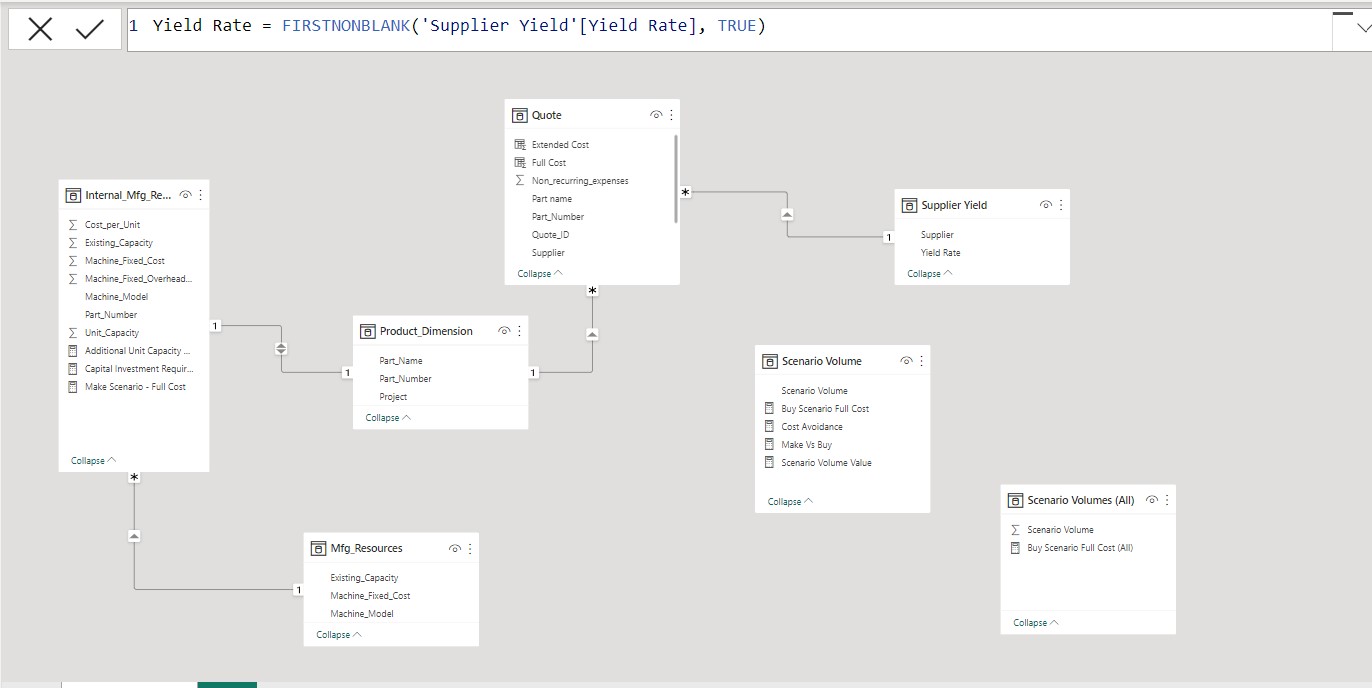 1 Yield Rate = FIRSTNONBLANK('Supplier Yield'[Yield Rate], TRUE)
Quote
Extended Cost
Full Cost
Non_recurring_expenses
Part name
Part_Number
Quote_ID
Supplier
Collapse
Internal_Mfg_Re...
Cost_per_Unit
Existing_Capacity
Machine_Fixed_Cost
Machine_Fixed_Overhead...
Machine_Model
Part_Number
Unit_Capacity
Additional Unit Capacity ...
Capital Investment Requir...
Make Scenario - Full Cost
Collapse
Supplier Yield
Supplier
Yield Rate
Collapse
*
1
*
1
1
1
Product_Dimension
Part_Name
Part_Number
Project
Collapse
Scenario Volume
Scenario Volume
Buy Scenario Full Cost
Cost Avoidance
Make Vs Buy
Scenario Volume Value
Collapse
*
1
Mfg_Resources
Existing_Capacity
Machine_Fixed_Cost
Machine_Model
Collapse
Scenario Volumes (All)
Scenario Volume
Buy Scenario Full Cost (All)
Collapse